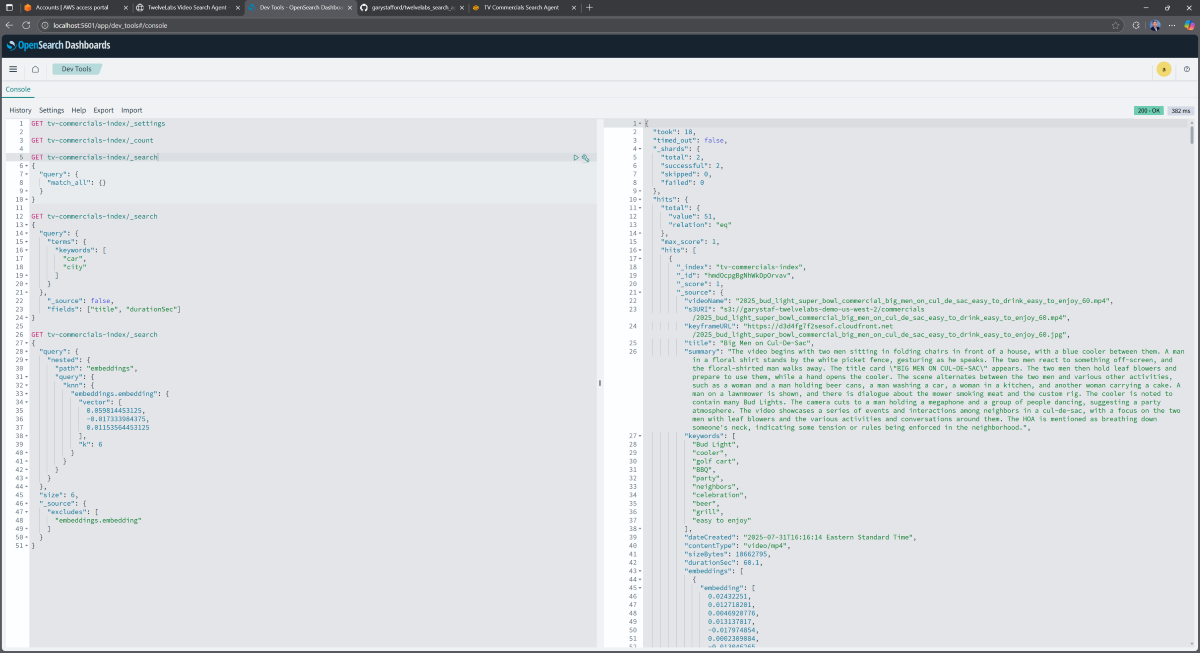 Accounts | AWS access portal
TwelveLabs Video Search Agent
Dev Tools - OpenSearch Dashboard
garystafford/twelvelabs_search_
TV Commercials Search Agent
localhost:5601/app/dev_tools#/console
OpenSearch Dashboards
Dev Tools
a
Console
History Settings Help Export Import
200 - OK 382 ms
1 GET tv-commercials-index/_settings
2
3 GET tv-commercials-index/_count
4
5 GET tv-commercials-index/_search
6 {
7 "query": {
8 "match_all": {}
9 }
10 }
11
12 GET tv-commercials-index/_search
13 {
14 "query": {
15 "terms": {
16 "keywords": [
17 "car",
18 "city"
19 ]
20 }
21 },
22 "_source": false,
23 "fields": ["title", "durationSec"]
24 }
25
26 GET tv-commercials-index/_search
27 {
28 "query": {
29 "nested": {
30 "path": "embeddings",
31 "query": {
32 "knn": {
33 "embeddings.embedding": {
34 "vector": [
35 0.059814453125,
36 -0.017333984375,
37 0.01153564453125
38 ],
39 "k": 6
40 }
41 }
42 }
43 }
44 },
45 "size": 6,
46 "_source": {
47 "excludes": [
48 "embeddings.embedding"
49 ]
50 }
51 }
1 {
2 "took": 18,
3 "timed_out": false,
4 "_shards": {
5 "total": 2,
6 "successful": 2,
7 "skipped": 0,
8 "failed": 0
9 },
10 "hits": {
11 "total": {
12 "value": 51,
13 "relation": "eq"
14 },
15 "max_score": 1,
16 "hits": [
17 {
18 "_index": "tv-commercials-index",
19 "_id": "hmdOcpgBgNhWkDpOrvav",
20 "_score": 1,
21 "_source": {
22 "videoName": "2025_bud_light_super_bowl_commercial_big_men_on_cul_de_sac_easy_to_drink_easy_to_enjoy_60.mp4",
23 "s3URI": "s3://garystaf-twelvelabs-demo-us-west-2/commercials
/2025_bud_light_super_bowl_commercial_big_men_on_cul_de_sac_easy_to_drink_easy_to_enjoy_60.mp4",
24 "keyframeURL": "https://d3d4fg7f2sesof.cloudfront.net
/2025_bud_light_super_bowl_commercial_big_men_on_cul_de_sac_easy_to_drink_easy_to_enjoy_60.jpg",
25 "title": "Big Men on Cul-De-Sac",
26 "summary": "The video begins with two men sitting in folding chairs in front of a house, with a blue cooler between them. A man
in a floral shirt stands by the white picket fence, gesturing as he speaks. The two men react to something off-screen, and
the floral-shirted man walks away. The title card \"BIG MEN ON CUL-DE-SAC\" appears. The two men then hold leaf blowers and
prepare to use them, while a hand opens the cooler. The scene alternates between the two men and various other activities,
such as a woman and a man holding beer cans, a man washing a car, a woman in a kitchen, and another woman carrying a cake. A
man on a lawnmower is shown, and there is dialogue about the mower smoking meat and the custom rig. The cooler is noted to
contain many Bud Lights. The camera cuts to a man holding a megaphone and a group of people dancing, suggesting a party
atmosphere. The video showcases a series of events and interactions among neighbors in a cul-de-sac, with a focus on the two
men with leaf blowers and the various activities and conversations around them. The HOA is mentioned as breathing down
someone's neck, indicating some tension or rules being enforced in the neighborhood.",
27 "keywords": [
28 "Bud Light",
29 "cooler",
30 "golf cart",
31 "BBQ",
32 "party",
33 "neighbors",
34 "celebration",
35 "beer",
36 "grill",
37 "easy to enjoy"
38 ],
39 "dateCreated": "2025-07-31T16:16:14 Eastern Standard Time",
40 "contentType": "video/mp4",
41 "sizeBytes": 18662795,
42 "durationSec": 60.1,
43 "embeddings": [
44 {
45 "embedding": [
46 0.02432251,
47 0.012718201,
48 0.0046920776,
49 0.013137817,
50 -0.017974854,
51 0.0002309084,